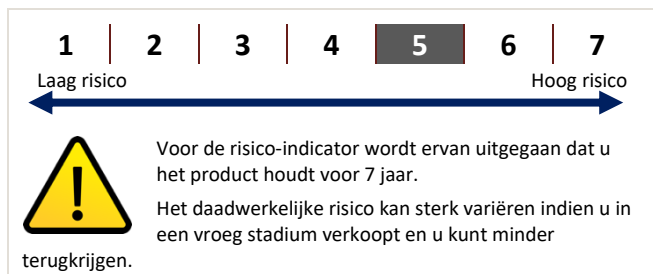 1 2 3 4 5 6 7
Laag risico Hoog risico
Voor de risico-indicator wordt ervan uitgegaan dat u
het product houdt voor 7 jaar.
Het daadwerkelijke risico kan sterk variëren indien u in
een vroeg stadium verkoopt en u kunt minder
terugkrijgen.